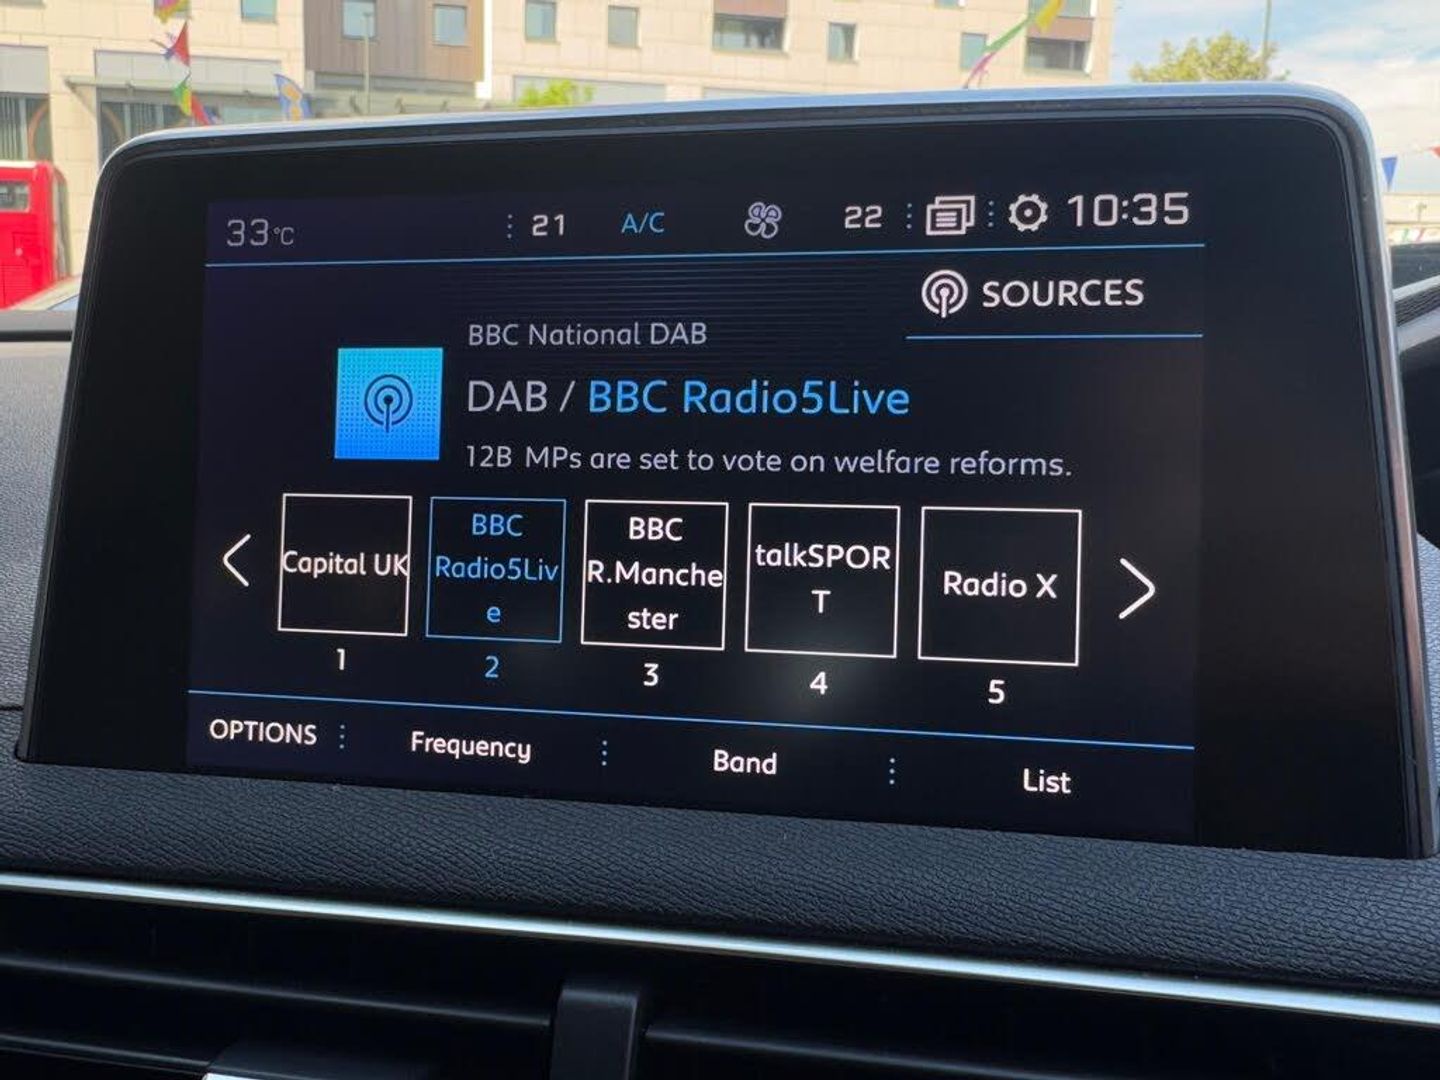 33°C 21 A/C 22 10:35
SOURCES
BBC National DAB
DAB / BBC Radio5Live
12B MPs are set to vote on welfare reforms.
Capital UK
BBC
Radio5Liv
e
BBC
R.Manche
ster
talkSPOR
T
Radio X
1 2 3 4 5
OPTIONS Frequency Band List